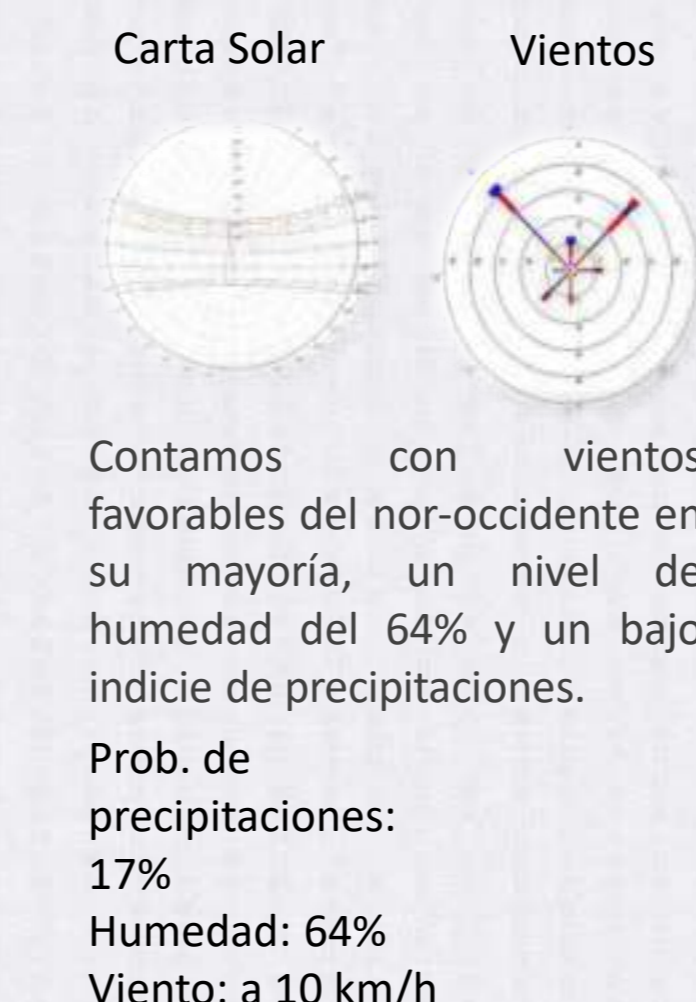 Carta Solar Vientos
Contamos con vientos
favorables del nor-occidente en
su mayoría, un nivel de
humedad del 64% y un bajo
indicie de precipitaciones.
Prob. de
precipitaciones:
17%
Humedad: 64%
Viento: a 10 km/h